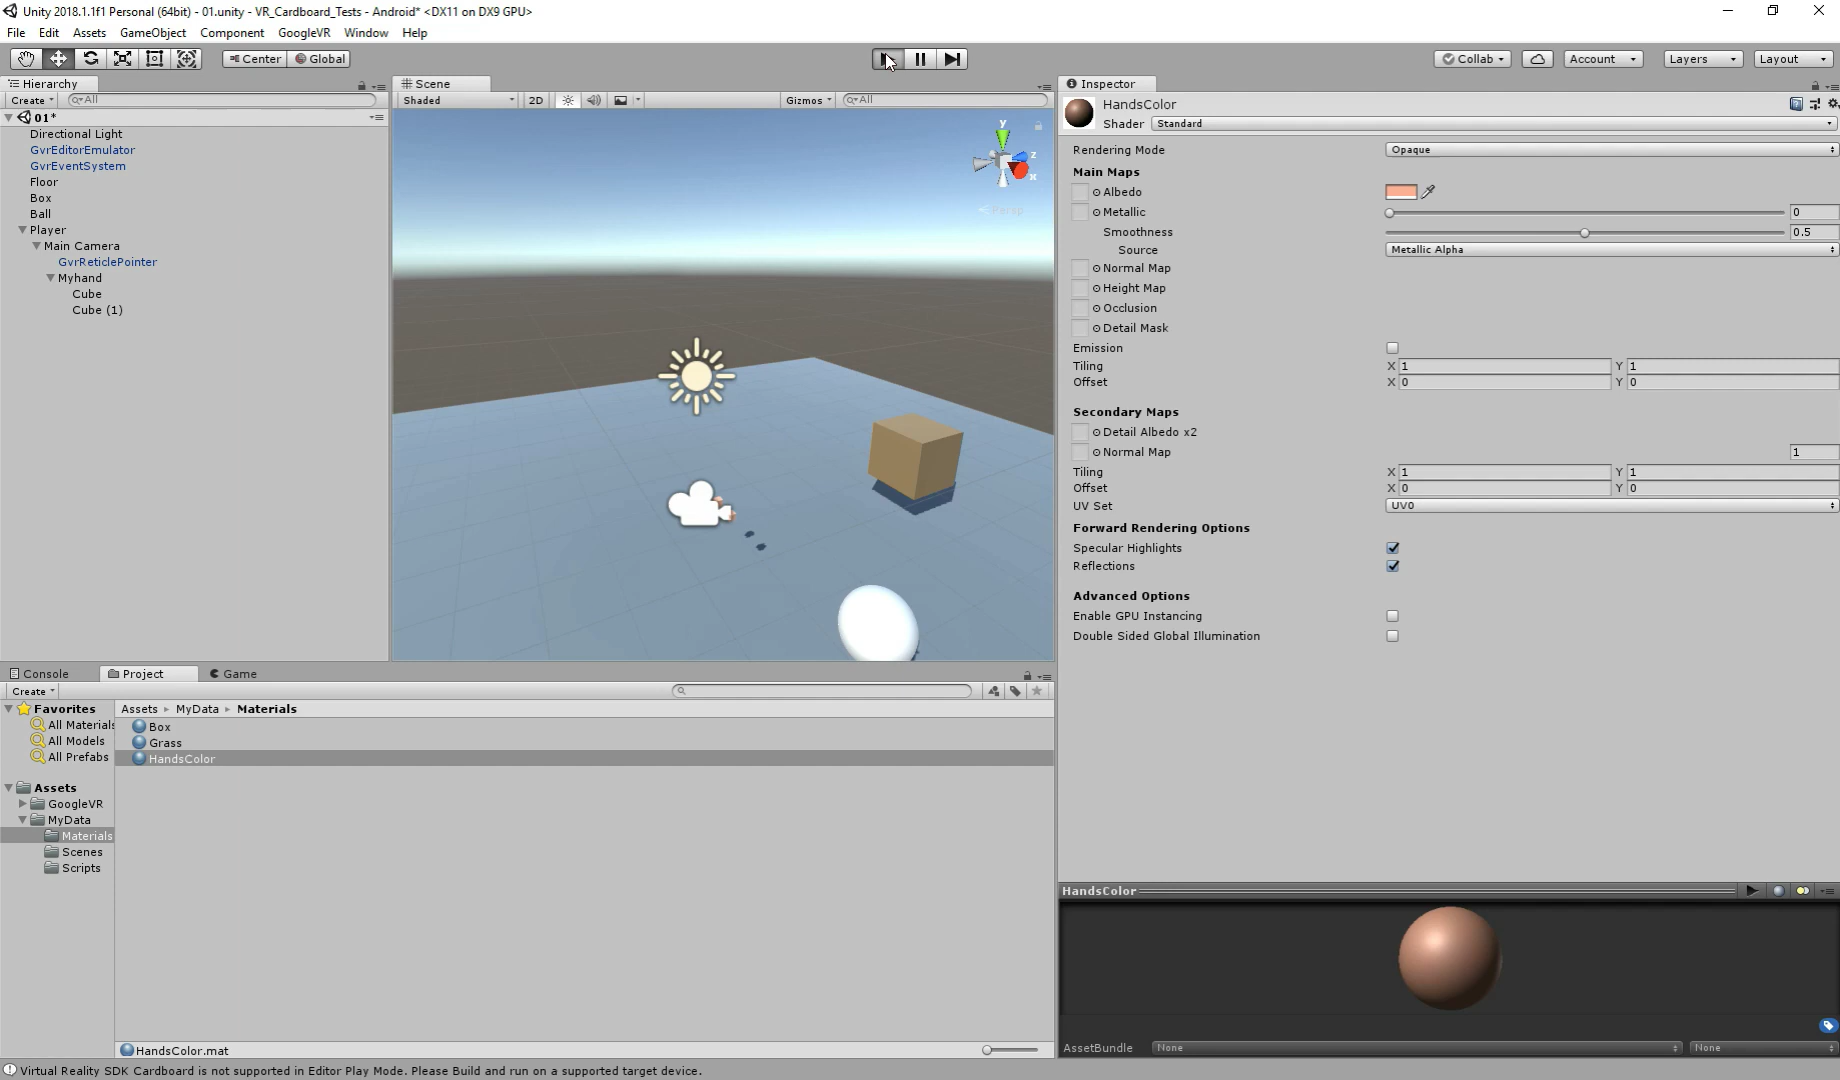 Unity 2018.1.1f1 Personal (64bit) - 01.unity - VR_Cardboard_Tests - Android* <DX11 on DX9 GPU>
File Edit Assets GameObject Component GoogleVR Window Help
Center Global Collab Account Layers Layout
Hierarchy
Create All
01*
Directional Light
GvrEditorEmulator
GvrEventSystem
Floor
Box
Ball
Player
Main Camera
GvrReticlePointer
Myhand
Cube
Cube (1)
Scene
Shaded 2D Gizmos All
y
z
x
Persp
Inspector
HandsColor
Shader Standard
Rendering Mode Opaque
Main Maps
Albedo
Metallic 0
Smoothness 0.5
Source Metallic Alpha
Normal Map
Height Map
Occlusion
Detail Mask
Emission
Tiling X 1 Y 1
Offset X 0 Y 0
Secondary Maps
Detail Albedo x2
Normal Map 1
Tiling X 1 Y 1
Offset X 0 Y 0
UV Set UV0
Forward Rendering Options
Specular Highlights
Reflections
Advanced Options
Enable GPU Instancing
Double Sided Global Illumination
Console Project Game
Create
Favorites
All Materials
All Models
All Prefabs
Assets
GoogleVR
MyData
Materials
Scenes
Scripts
Assets MyData Materials
Box
Grass
HandsColor
HandsColor.mat
HandsColor
AssetBundle None None
Virtual Reality SDK Cardboard is not supported in Editor Play Mode. Please Build and run on a supported target device.